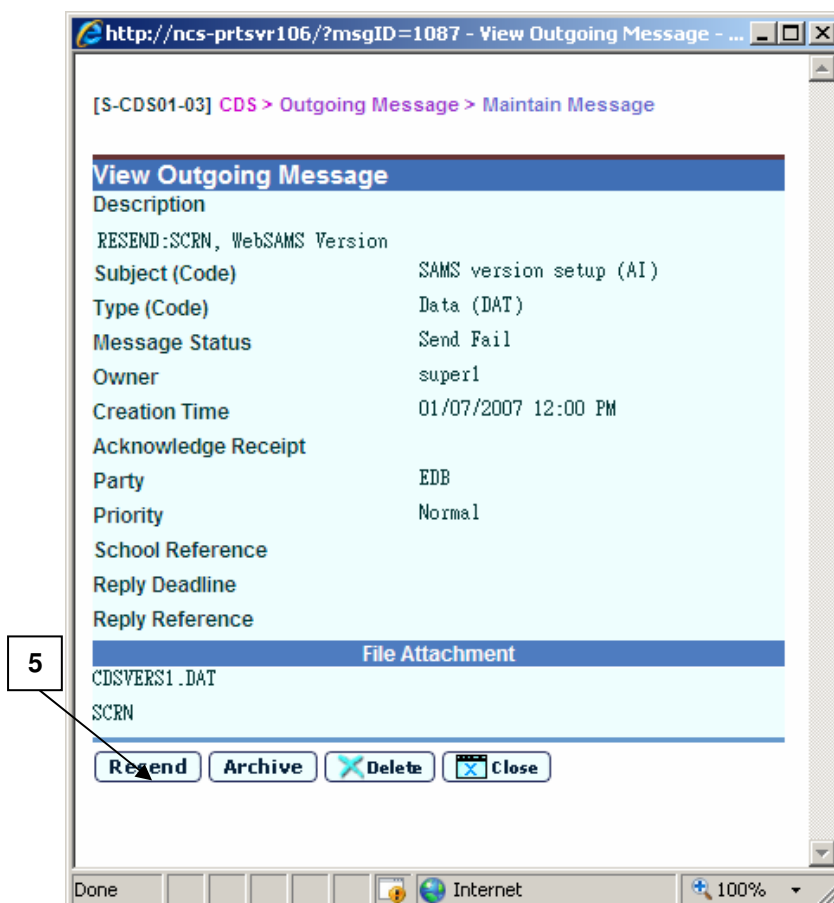 http://ncs-prtsvr106/?msgID=1087 - View Outgoing Message - ...
[S-CDS01-03] CDS > Outgoing Message > Maintain Message
View Outgoing Message
Description
RESEND:SCRN, WebSAMS Version
Subject (Code) SAMS version setup (AI)
Type (Code) Data (DAT)
Message Status Send Fail
Owner super1
Creation Time 01/07/2007 12:00 PM
Acknowledge Receipt
Party EDB
Priority Normal
School Reference
Reply Deadline
Reply Reference
File Attachment
5
CDSVERS1.DAT
SCRN
Resend Archive Delete Close
Done Internet 100%